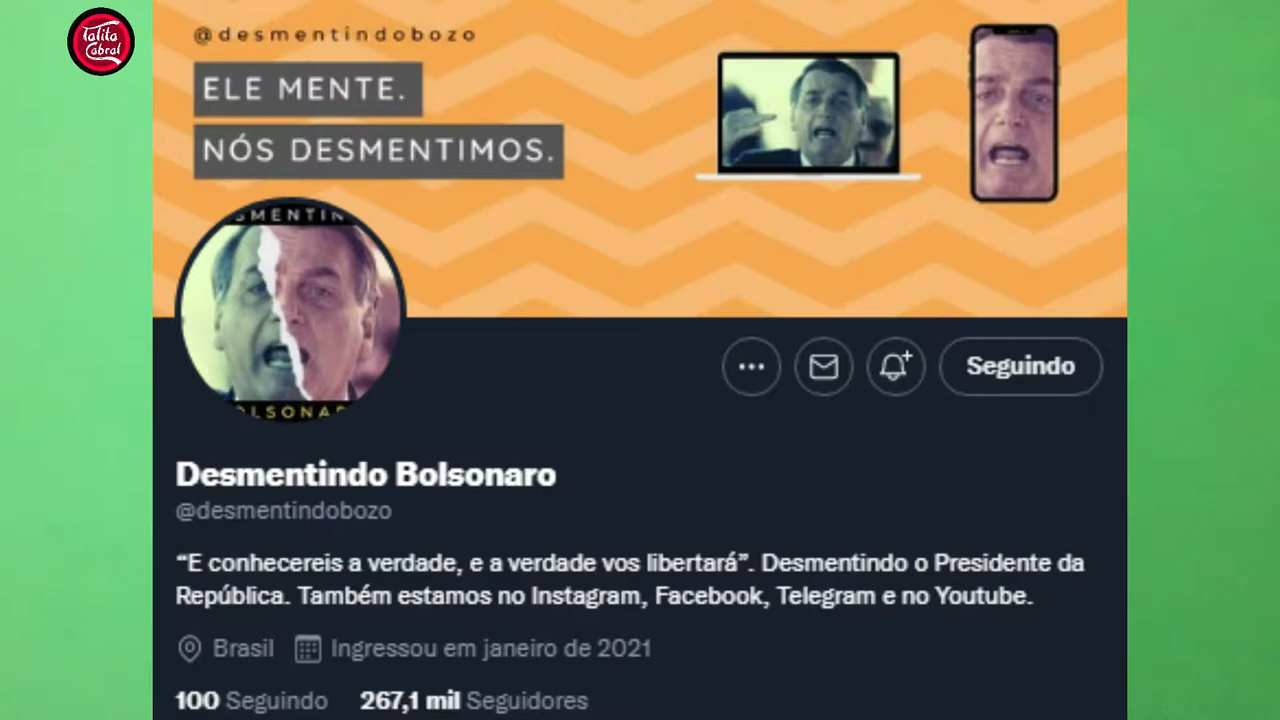 Talita
Cabral
@desmentindobozo
ELE MENTE.
NÓS DESMENTIMOS.
SMENTIN
OLSONAR
Seguindo
Desmentindo Bolsonaro
@desmentindobozo
“E conhecereis a verdade, e a verdade vos libertará”. Desmentindo o Presidente da
República. Também estamos no Instagram, Facebook, Telegram e no Youtube.
Brasil Ingressou em janeiro de 2021
100 Seguindo 267,1 mil Seguidores